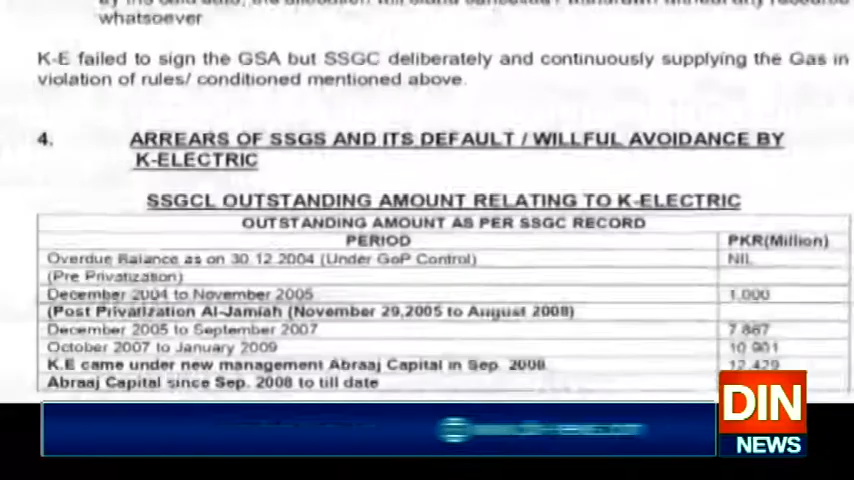 whatsoever
K-E failed to sign the GSA but SSGC deliberately and continuously supplying the Gas in
violation of rules/ conditioned mentioned above.
4. ARREARS OF SSGS AND ITS DEFAULT / WILLFUL AVOIDANCE BY
K-ELECTRIC
SSGCL OUTSTANDING AMOUNT RELATING TO K-ELECTRIC
OUTSTANDING AMOUNT AS PER SSGC RECORD
PERIOD PKR(Million)
Overdue Balance as on 30.12.2004 (Under GoP Control) NIL
(Pre Privatization)
December 2004 to November 2005 1,000
(Post Privatization Al-Jamiah (November 29,2005 to August 2008)
December 2005 to September 2007 7,867
October 2007 to January 2009 10,901
K.E came under new management Abraaj Capital in Sep. 2008 12,429
Abraaj Capital since Sep. 2008 to till date
DIN
NEWS